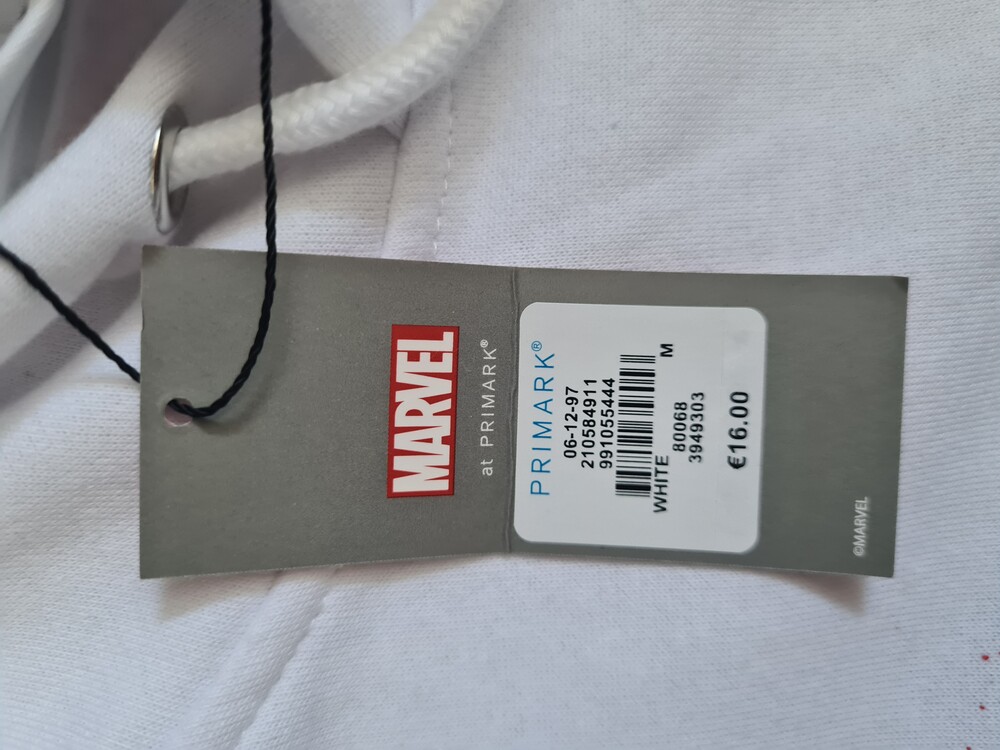 MARVEL
at PRIMARK®
PRIMARK®
06-12-97
210584911
991055444
WHITE M
80068
3949303
€16.00
©MARVEL